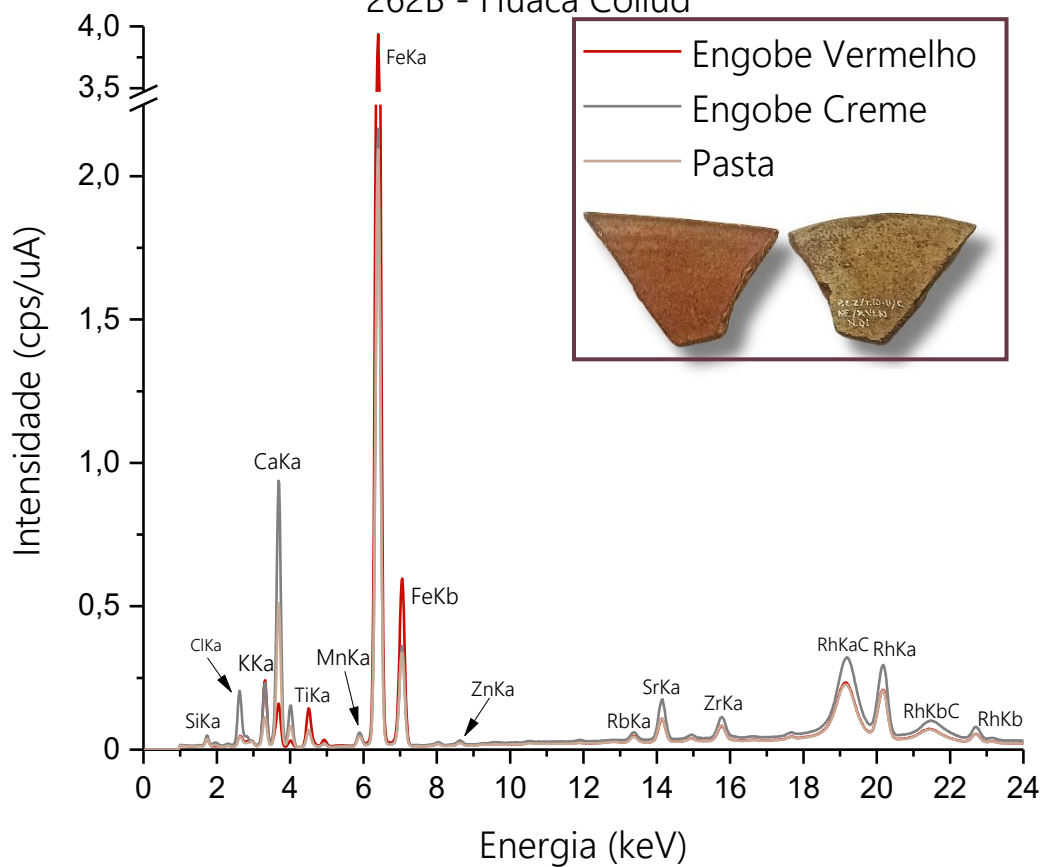 262B - Huaca Collud
4,0
FeKa
3,5
Engobe Vermelho
Engobe Creme
Pasta
2,0
1,5
1,0
CaKa
0,5
FeKb
ClKa
KKa
MnKa
TiKa
ZnKa
SiKa
RbKa
SrKa
ZrKa
RhKaC
RhKa
RhKbC
RhKb
0
0 2 4 6 8 10 12 14 16 18 20 22 24
Energia (keV)
Intensidade (cps/uA)
N.01